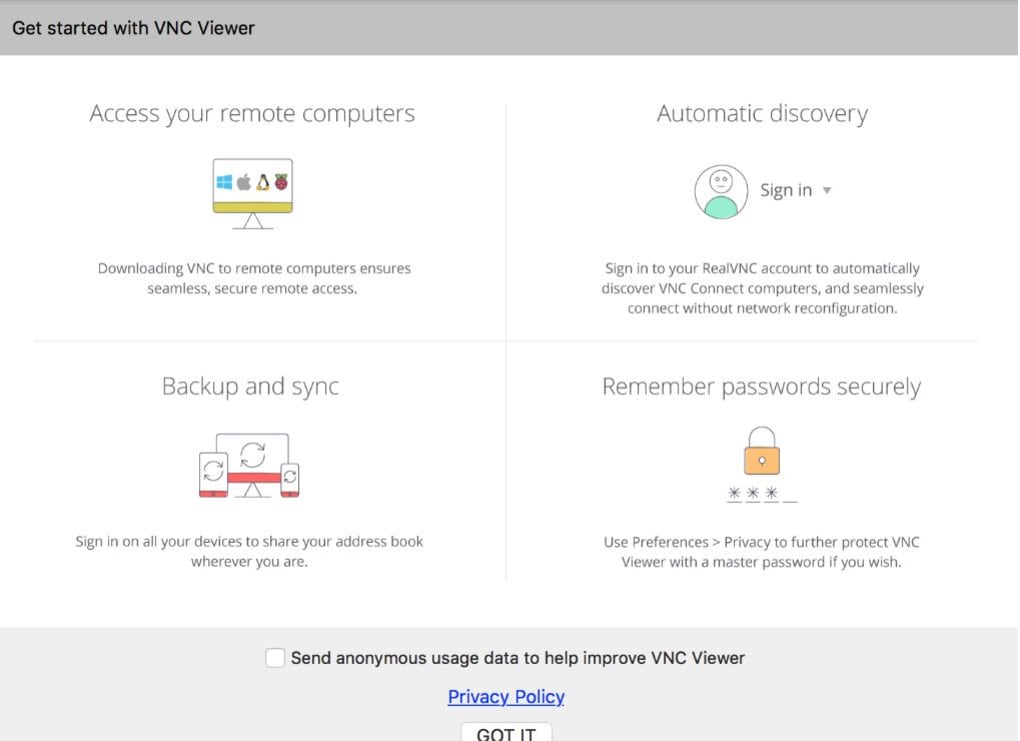 Get started with VNC Viewer
Access your remote computers
Downloading VNC to remote computers ensures
seamless, secure remote access.
Automatic discovery
Sign in
Sign in to your RealVNC account to automatically
discover VNC Connect computers, and seamlessly
connect without network reconfiguration.
Backup and sync
Sign in on all your devices to share your address book
wherever you are.
Remember passwords securely
* * * _
Use Preferences > Privacy to further protect VNC
Viewer with a master password if you wish.
Send anonymous usage data to help improve VNC Viewer
Privacy Policy
GOT IT